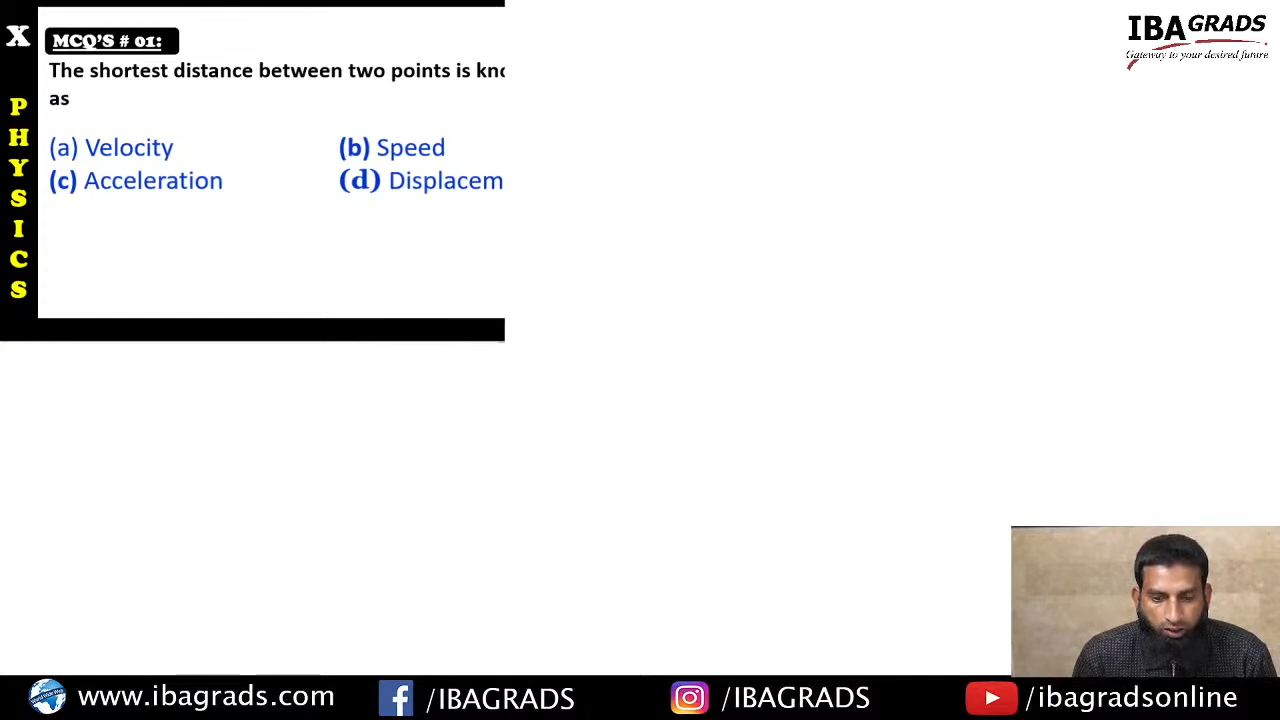 X
PHYSICS
MCQ'S # 01:
The shortest distance between two points is kno
as
(a) Velocity (b) Speed
(c) Acceleration (d) Displacem
IBA GRADS
Gateway to your desired future
www.ibagrads.com /IBAGRADS /IBAGRADS /ibagradsonline